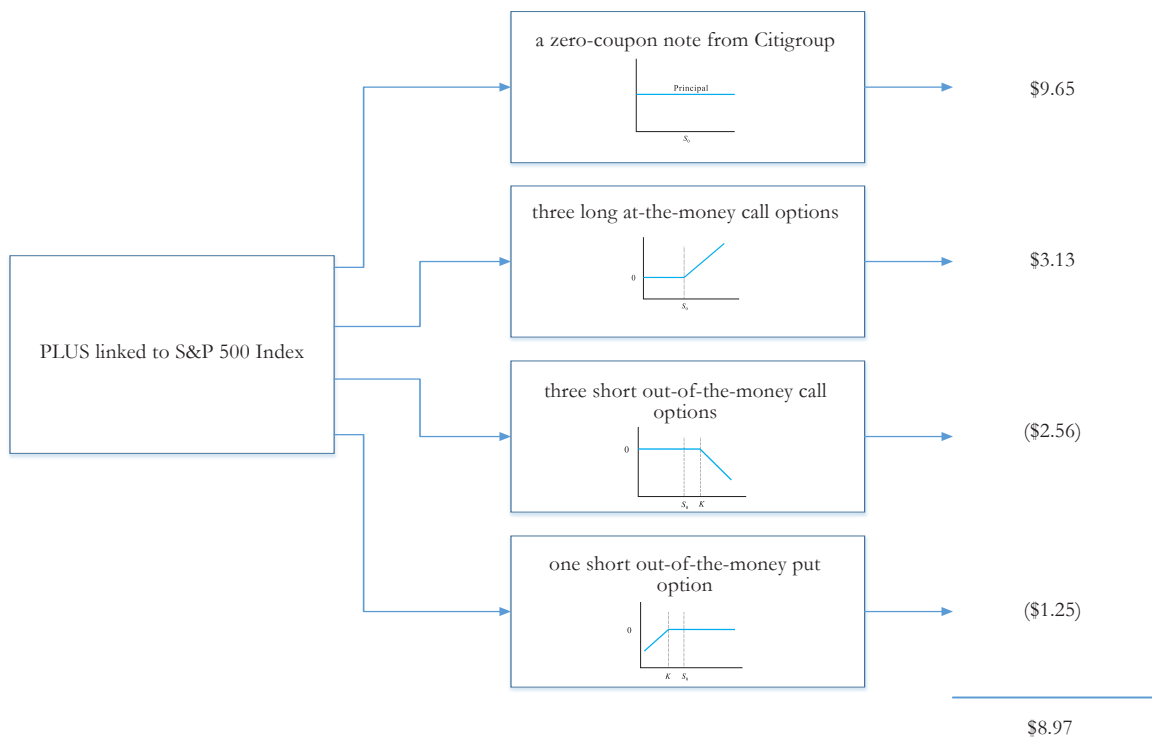 a zero-coupon note from Citigroup
Principal
S₀
$9.65
three long at-the-money call options
0
S₀
$3.13
PLUS linked to S&P 500 Index
three short out-of-the-money call
options
0
S₀ K
($2.56)
one short out-of-the-money put
option
0
K S₀
($1.25)
$8.97